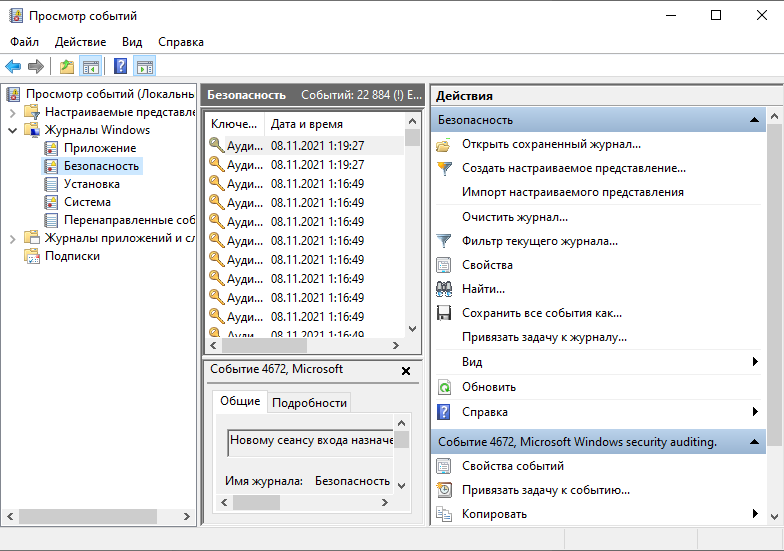 Просмотр событий
Файл Действие Вид Справка
Просмотр событий (Локальнь
Настраиваемые представле
Журналы Windows
Приложение
Безопасность
Установка
Система
Перенаправленные соб
Журналы приложений и сл
Подписки
Безопасность Событий: 22 884 (!) Е...
Ключе... Дата и время
Ауди... 08.11.2021 1:19:27
Ауди... 08.11.2021 1:19:27
Ауди... 08.11.2021 1:16:49
Ауди... 08.11.2021 1:16:49
Ауди... 08.11.2021 1:16:49
Ауди... 08.11.2021 1:16:49
Ауди... 08.11.2021 1:16:49
Ауди... 08.11.2021 1:16:49
Ауди... 08.11.2021 1:16:49
Ауди... 08.11.2021 1:16:49
Ауди... 08.11.2021 1:16:49
Событие 4672, Microsoft
Общие Подробности
Новому сеансу входа назначе
Имя журнала: Безопасность
Действия
Безопасность
Открыть сохраненный журнал...
Создать настраиваемое представление...
Импорт настраиваемого представления
Очистить журнал...
Фильтр текущего журнала...
Свойства
Найти...
Сохранить все события как...
Привязать задачу к журналу...
Вид
Обновить
Справка
Событие 4672, Microsoft Windows security auditing.
Свойства событий
Привязать задачу к событию...
Копировать